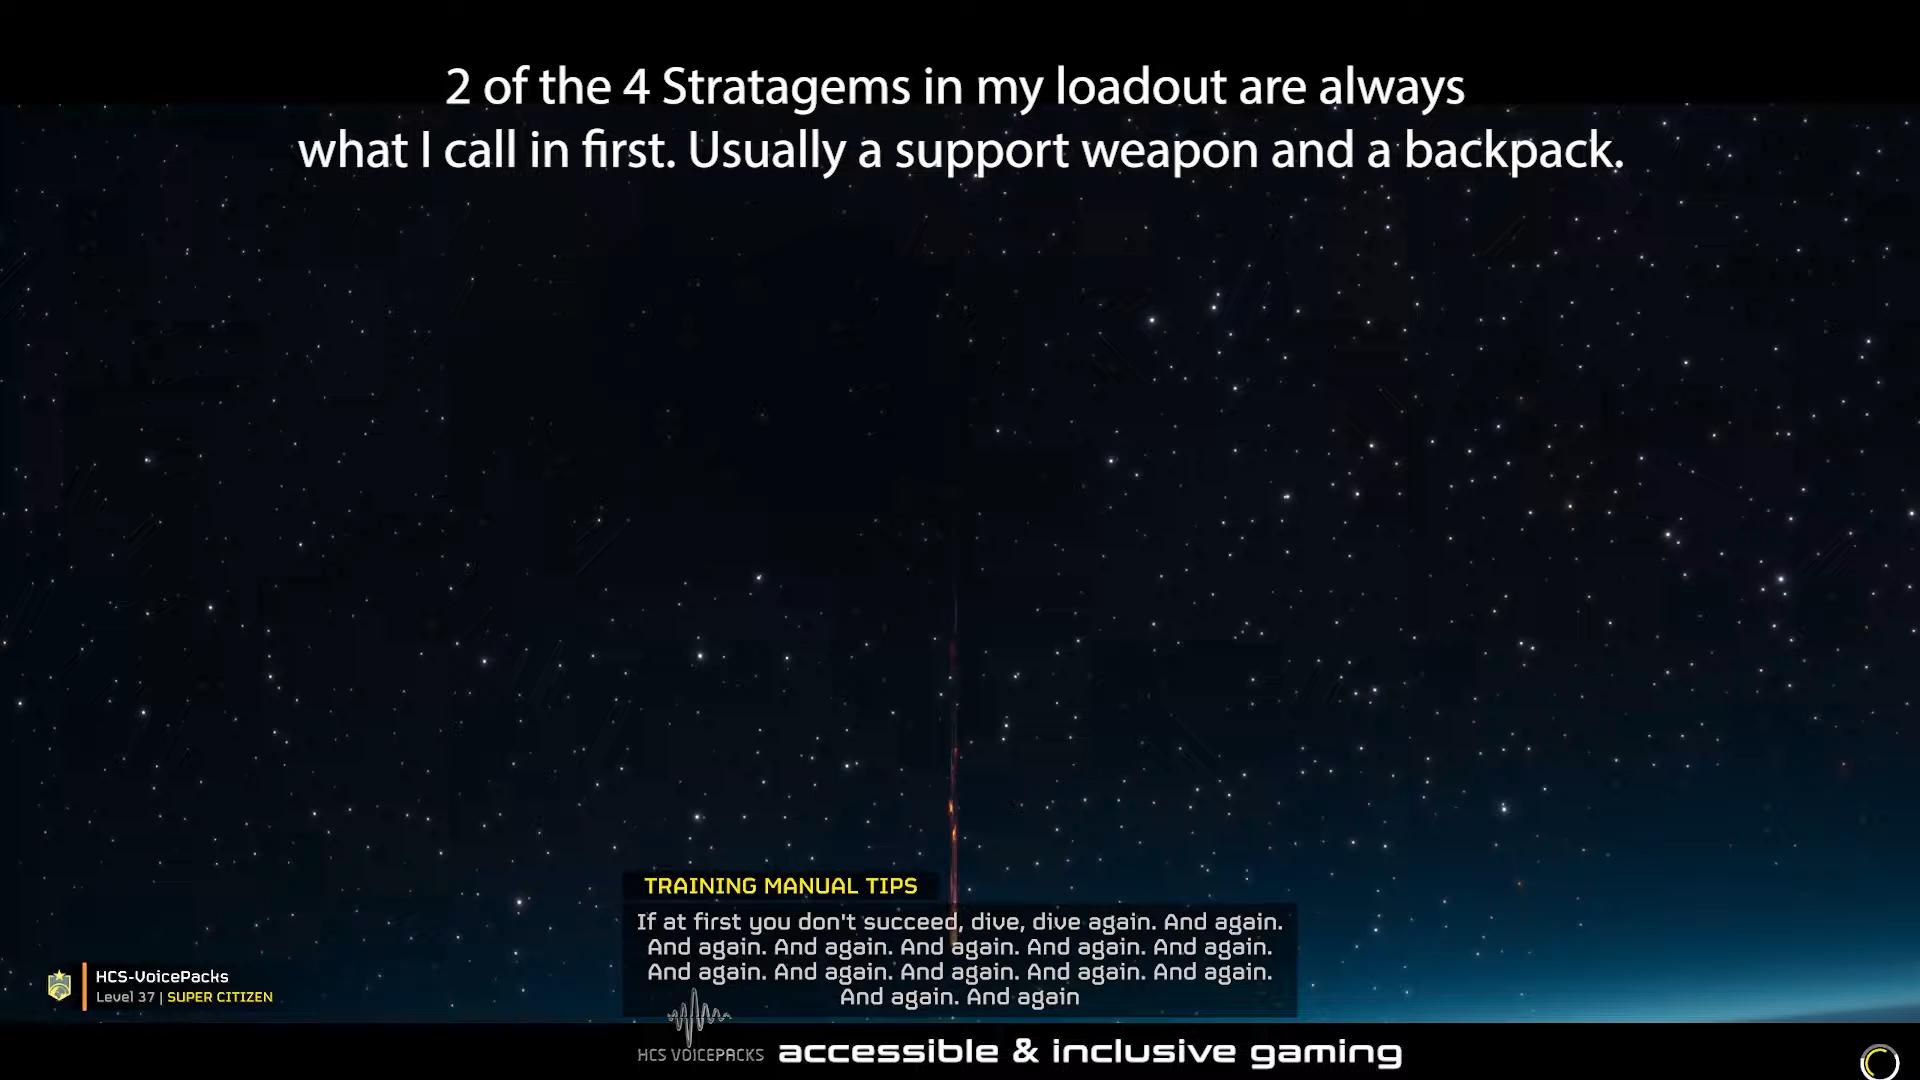 2 of the 4 Stratagems in my loadout are always
what I call in first. Usually a support weapon and a backpack.
TRAINING MANUAL TIPS
If at first you don't succeed, dive, dive again. And again.
And again. And again. And again. And again. And again.
And again. And again. And again. And again. And again.
And again. And again
HCS-VoicePacks
Level 37 | SUPER CITIZEN
HCS VOICEPACKS accessible & inclusive gaming